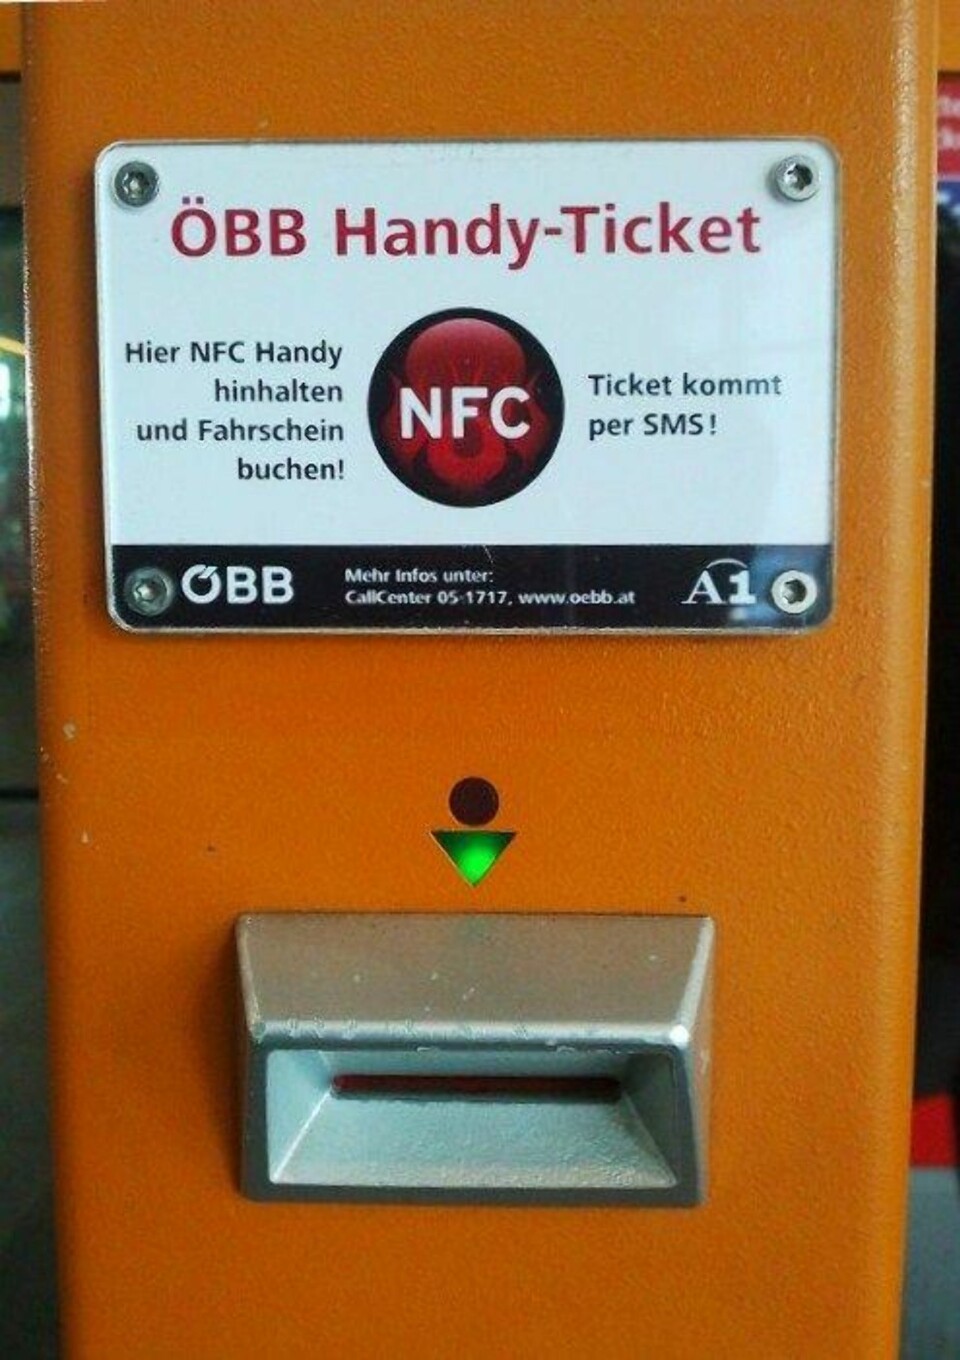 ÖBB Handy-Ticket
Hier NFC Handy
hinhalten
und Fahrschein
buchen!
NFC
Ticket kommt
per SMS!
ÖBB
Mehr Infos unter:
CallCenter 05-1717, www.oebb.at
A1